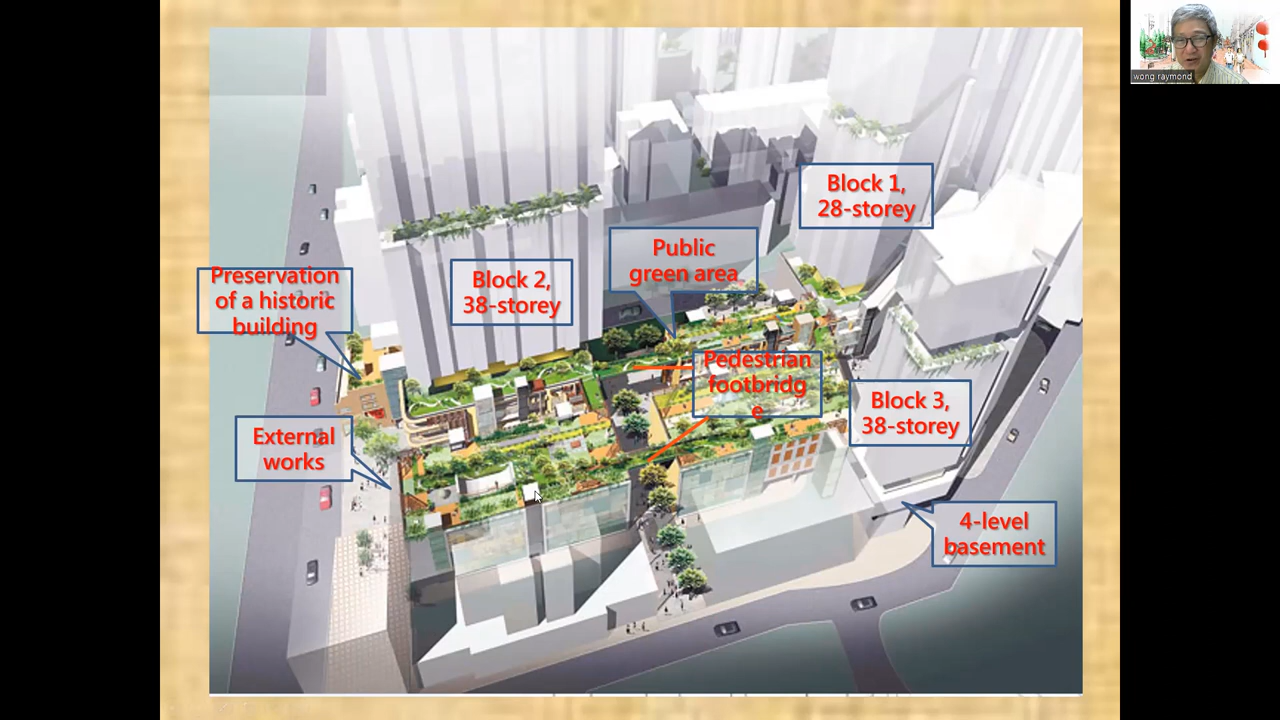 wong raymond
Block 1,
28-storey
Public
green area
Block 2,
38-storey
Preservation
of a historic
building
Pedestrian
footbridg
e
Block 3,
38-storey
External
works
4-level
basement